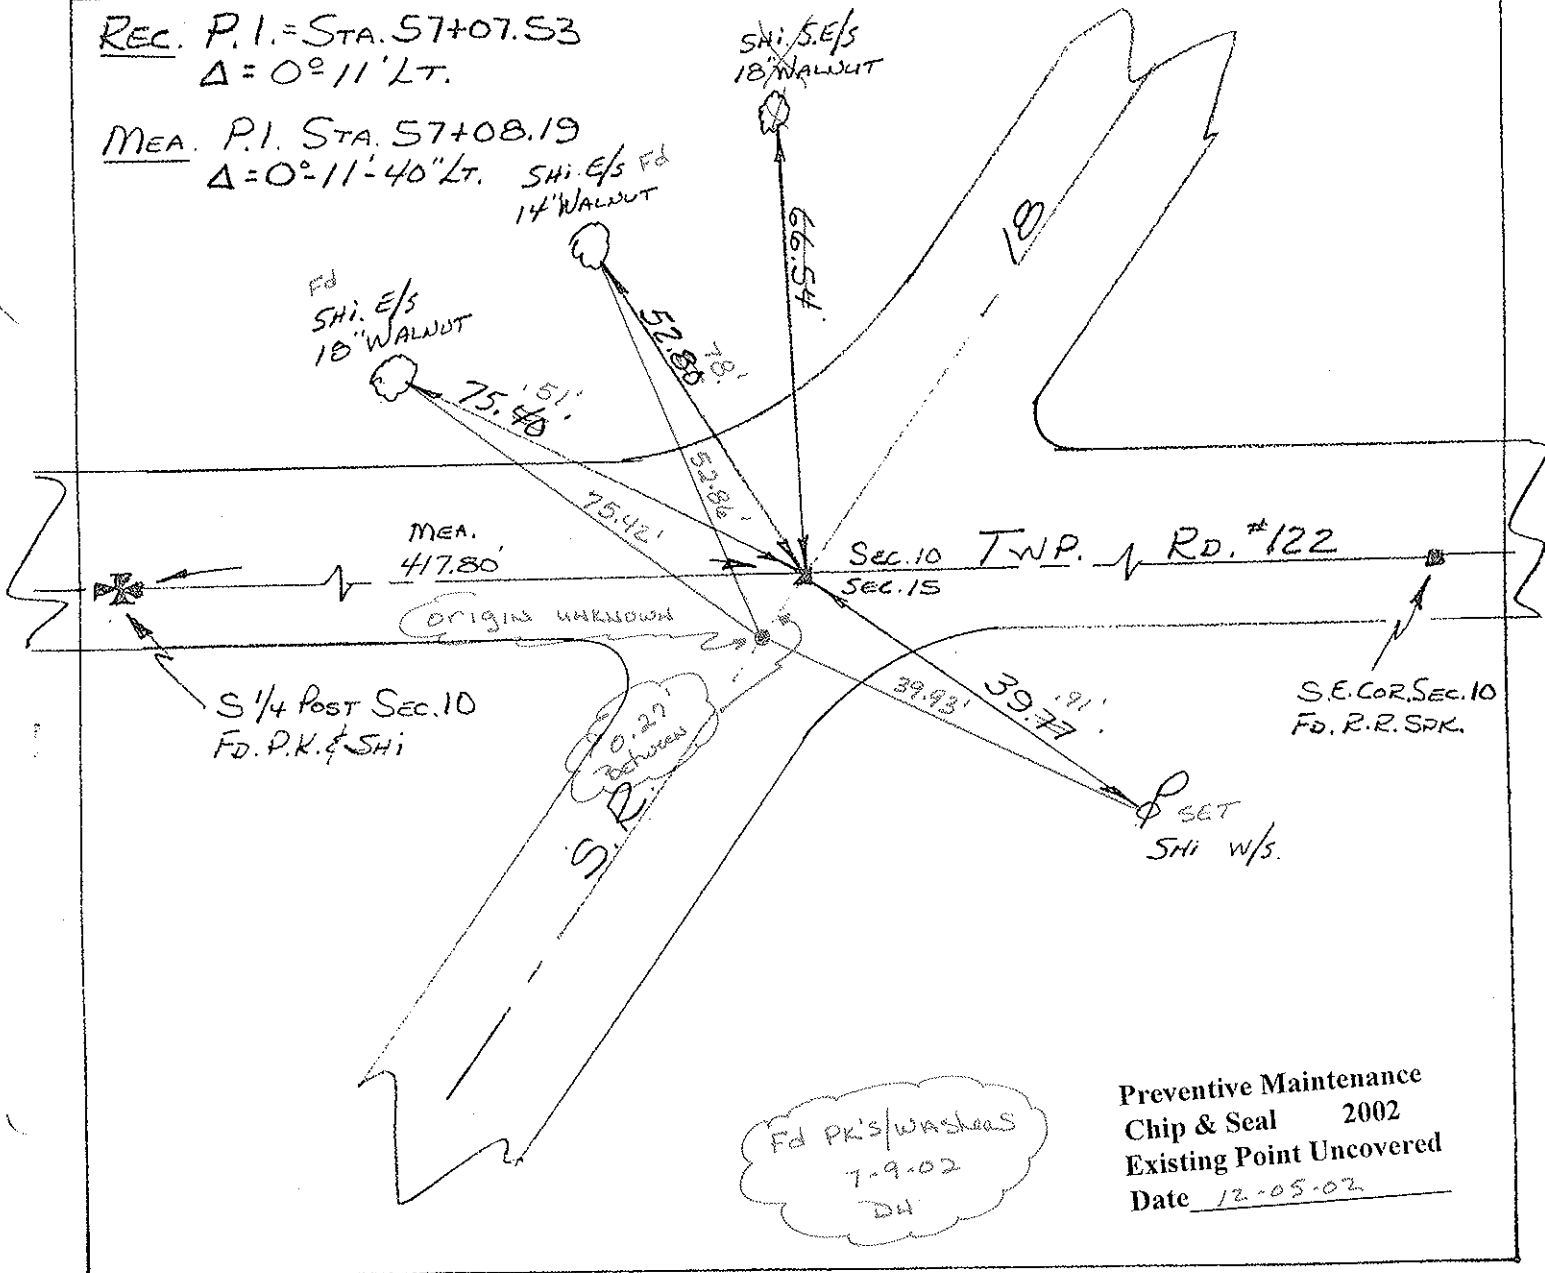 REC. P.I. = STA. 57+07.53
Δ = 0° 11' LT.
MEA. P.I. STA. 57+08.19
Δ = 0°-11'-40" LT.
SHi. S.E/S
18" WALNUT
SHi. E/S Fd
14" WALNUT
Fd
SHi. E/S
18" WALNUT
66.54'
18
52.80
78'
75.40
51'
52.86'
75.42'
MEA.
417.80'
SEC. 10 TWP. RD. #122
SEC. 15
origin unknown
S 1/4 POST SEC. 10
FD. P.K. & SHi
0.27'
Between
S.R.
39.93'
39.77
.91'
S.E. COR. SEC. 10
FD. R.R. SPK.
SET
SHi W/S.
Fd PK's/WASHERS
7-9-02
DW
Preventive Maintenance
Chip & Seal 2002
Existing Point Uncovered
Date 12-05-02